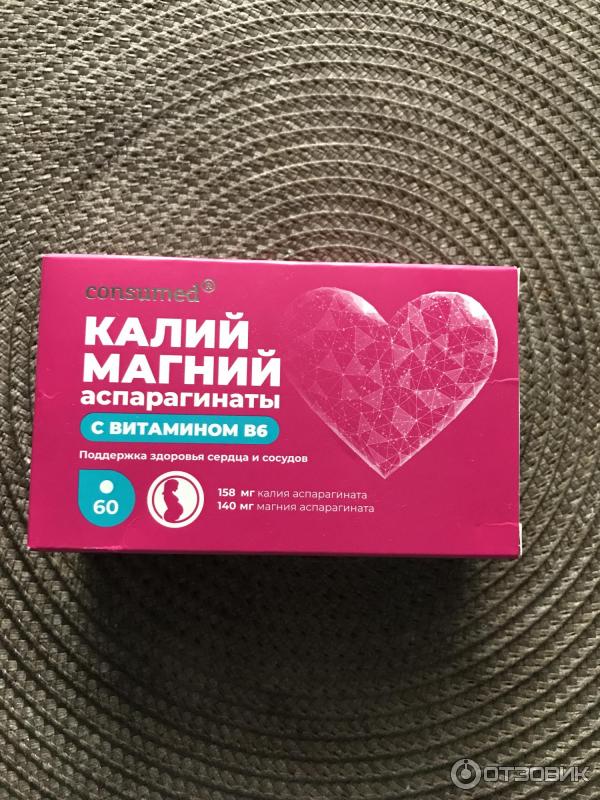 consumed®
КАЛИЙ
МАГНИЙ
аспарагинаты
С ВИТАМИНОМ B6
Поддержка здоровья сердца и сосудов
60
158 мг калия аспарагината
140 мг магния аспарагината
ОТЗОВИК